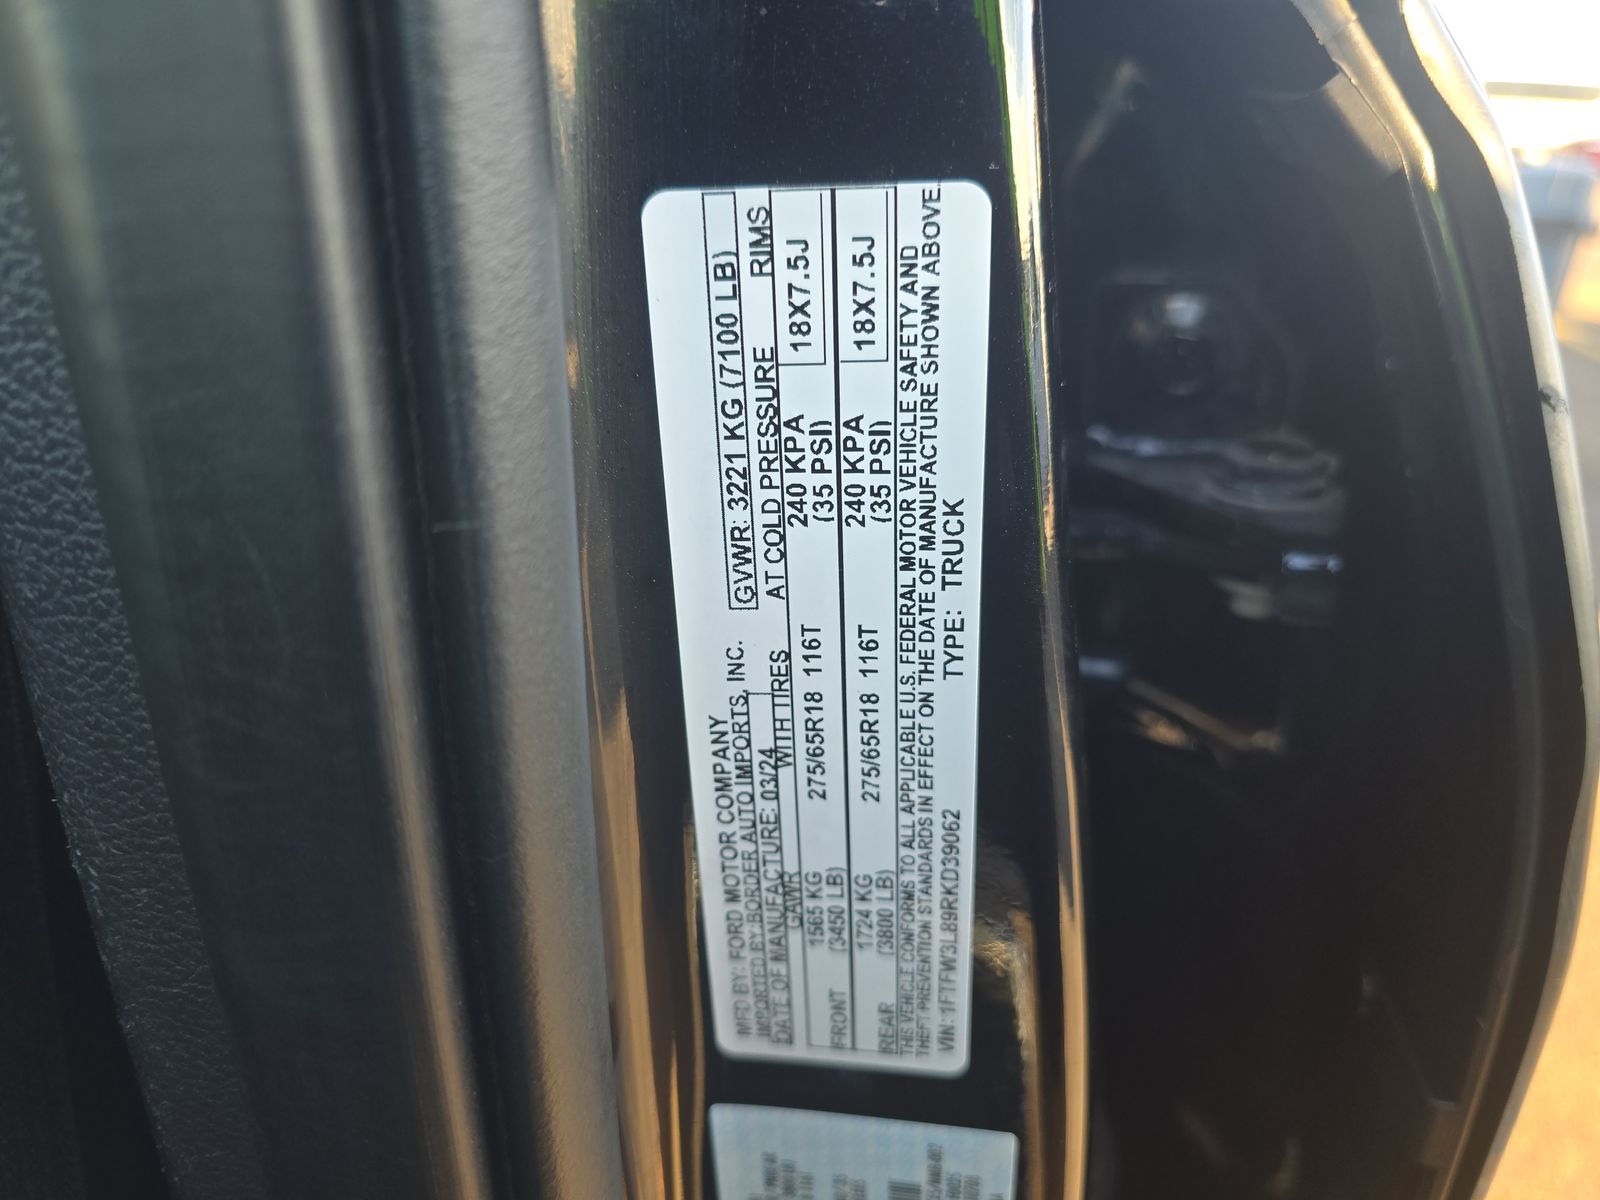 MFD BY: FORD MOTOR COMPANY
IMPORTED BY: BORDER AUTO IMPORTS, INC.
DATE OF MANUFACTURE: 03/24
GVWR: 3221 KG (7100 LB)
GAWR WITH TIRES AT COLD PRESSURE RIMS
FRONT 1565 KG (3450 LB) 275/65R18 116T 240 KPA (35 PSI) 18X7.5J
REAR 1724 KG (3800 LB) 275/65R18 116T 240 KPA (35 PSI) 18X7.5J
THIS VEHICLE CONFORMS TO ALL APPLICABLE U.S. FEDERAL MOTOR VEHICLE SAFETY AND
THEFT PREVENTION STANDARDS IN EFFECT ON THE DATE OF MANUFACTURE SHOWN ABOVE.
VIN: 1FTFW3L89RKD39062 TYPE: TRUCK